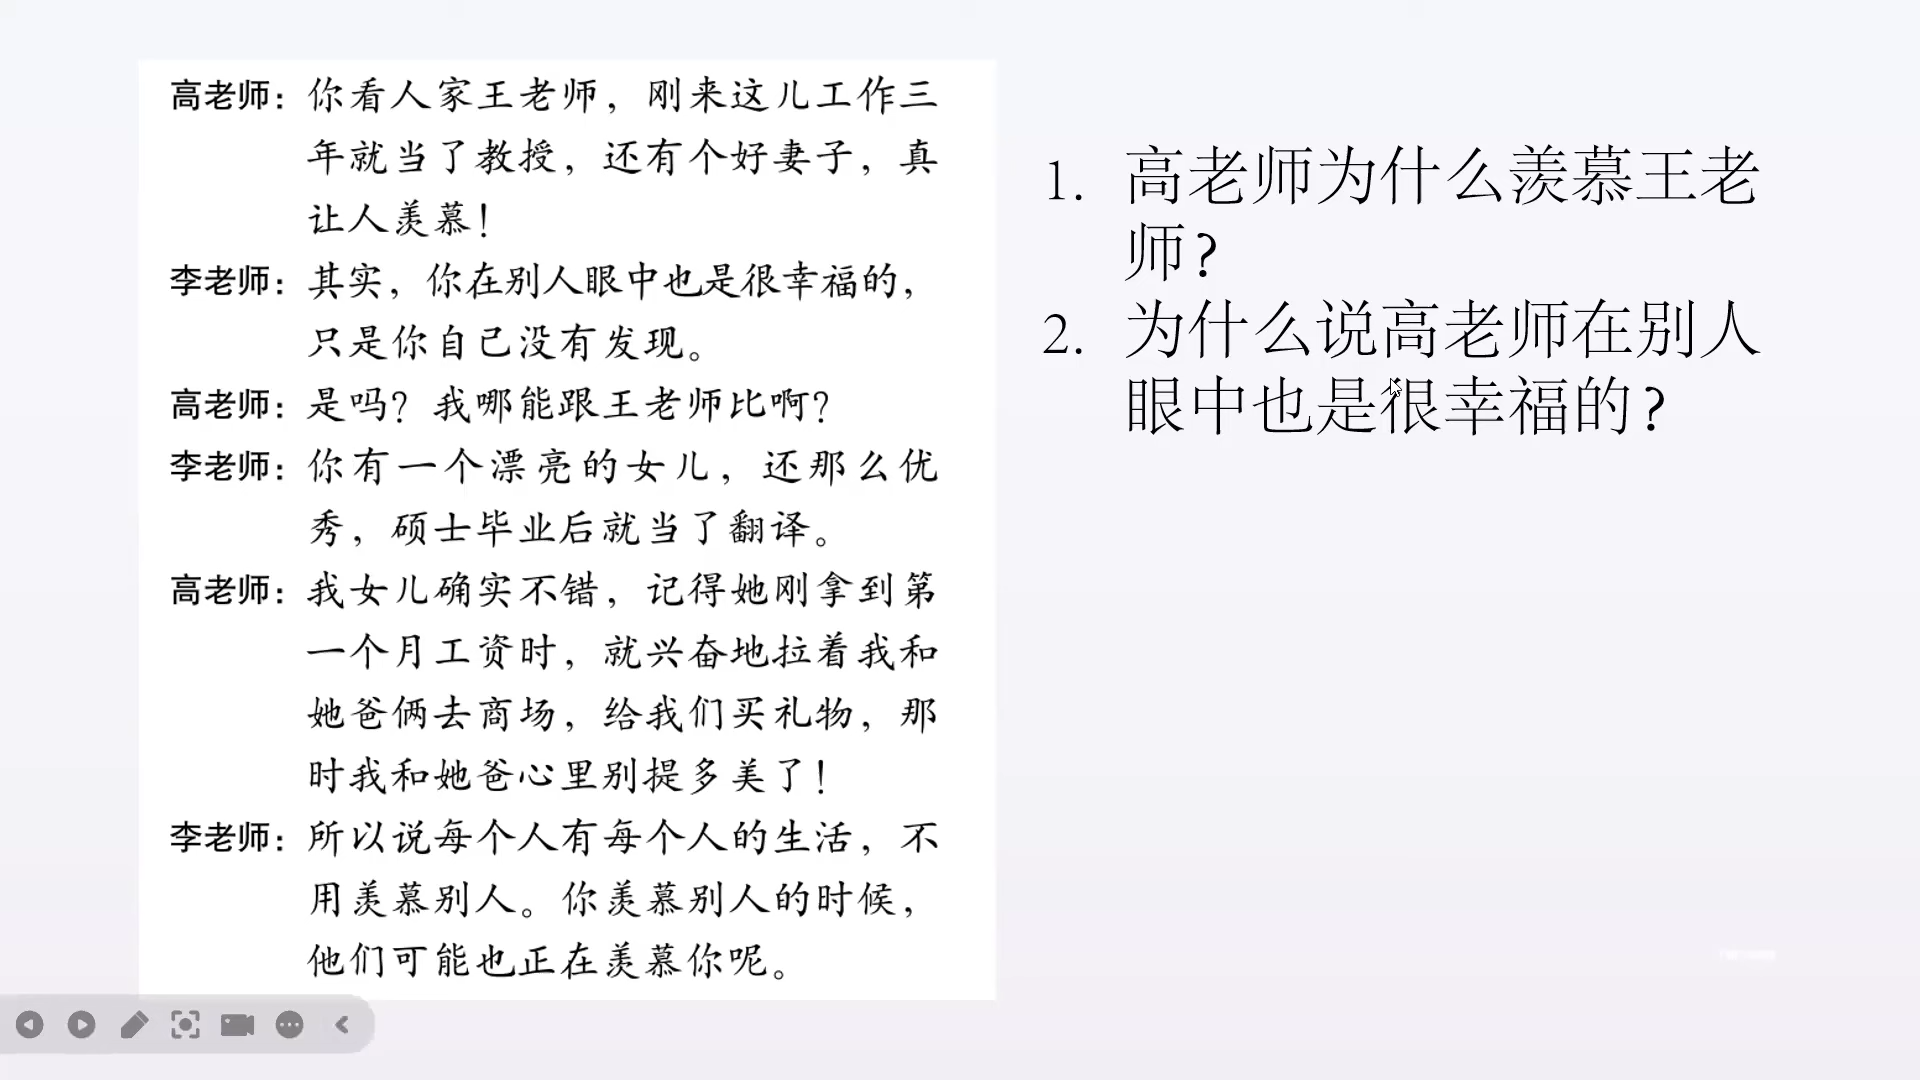 高老师：你看人家王老师，刚来这儿工作三
年就当了教授，还有个好妻子，真
让人羡慕！
李老师：其实，你在别人眼中也是很幸福的，
只是你自己没有发现。
高老师：是吗？我哪能跟王老师比啊？
李老师：你有一个漂亮的女儿，还那么优
秀，硕士毕业后就当了翻译。
高老师：我女儿确实不错，记得她刚拿到第
一个月工资时，就兴奋地拉着我和
她爸俩去商场，给我们买礼物，那
时我和她爸心里别提多美了！
李老师：所以说每个人有每个人的生活，不
用羡慕别人。你羡慕别人的时候，
他们可能也正在羡慕你呢。
1. 高老师为什么羡慕王老
师?
2. 为什么说高老师在别人
眼中也是很幸福的?